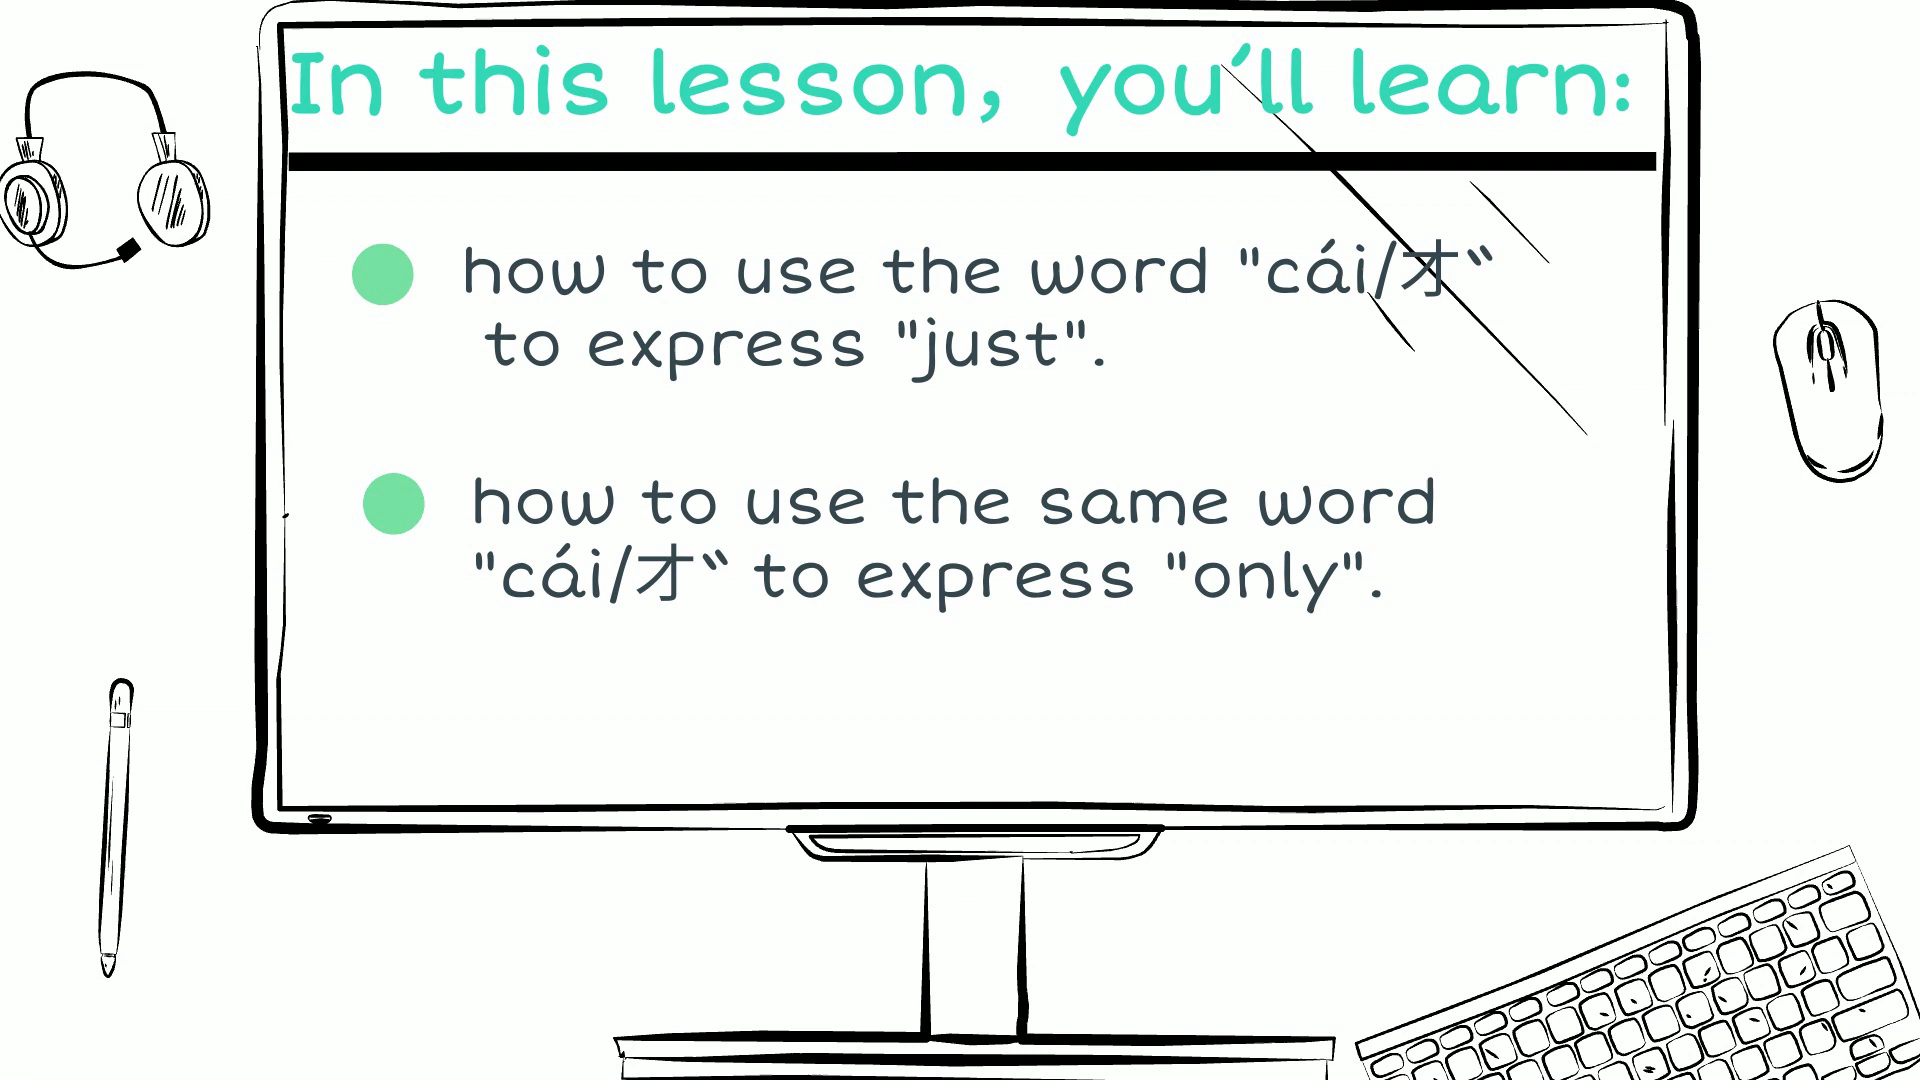 In this lesson, you'll learn:
how to use the word "cái/才〝
to express "just".
how to use the same word
"cái/才〝 to express "only".